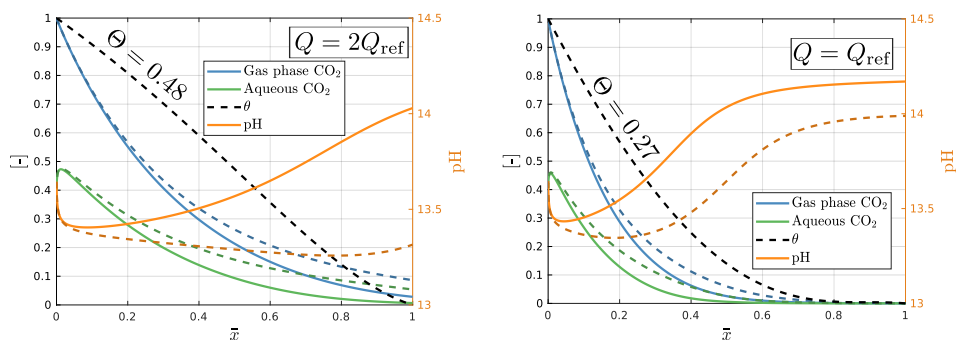 1
0.9
0.8
0.7
0.6
0.5
0.4
0.3
0.2
0.1
0
[-]
0
0.2
0.4
0.6
0.8
1
x̄
14.5
14
13.5
13
pH
Θ = 0.48
Q = 2Q_ref
Gas phase CO₂
Aqueous CO₂
θ
pH
1
0.9
0.8
0.7
0.6
0.5
0.4
0.3
0.2
0.1
0
[-]
0
0.2
0.4
0.6
0.8
1
x̄
14.5
14
13.5
13
pH
Θ = 0.27
Q = Q_ref
Gas phase CO₂
Aqueous CO₂
θ
pH